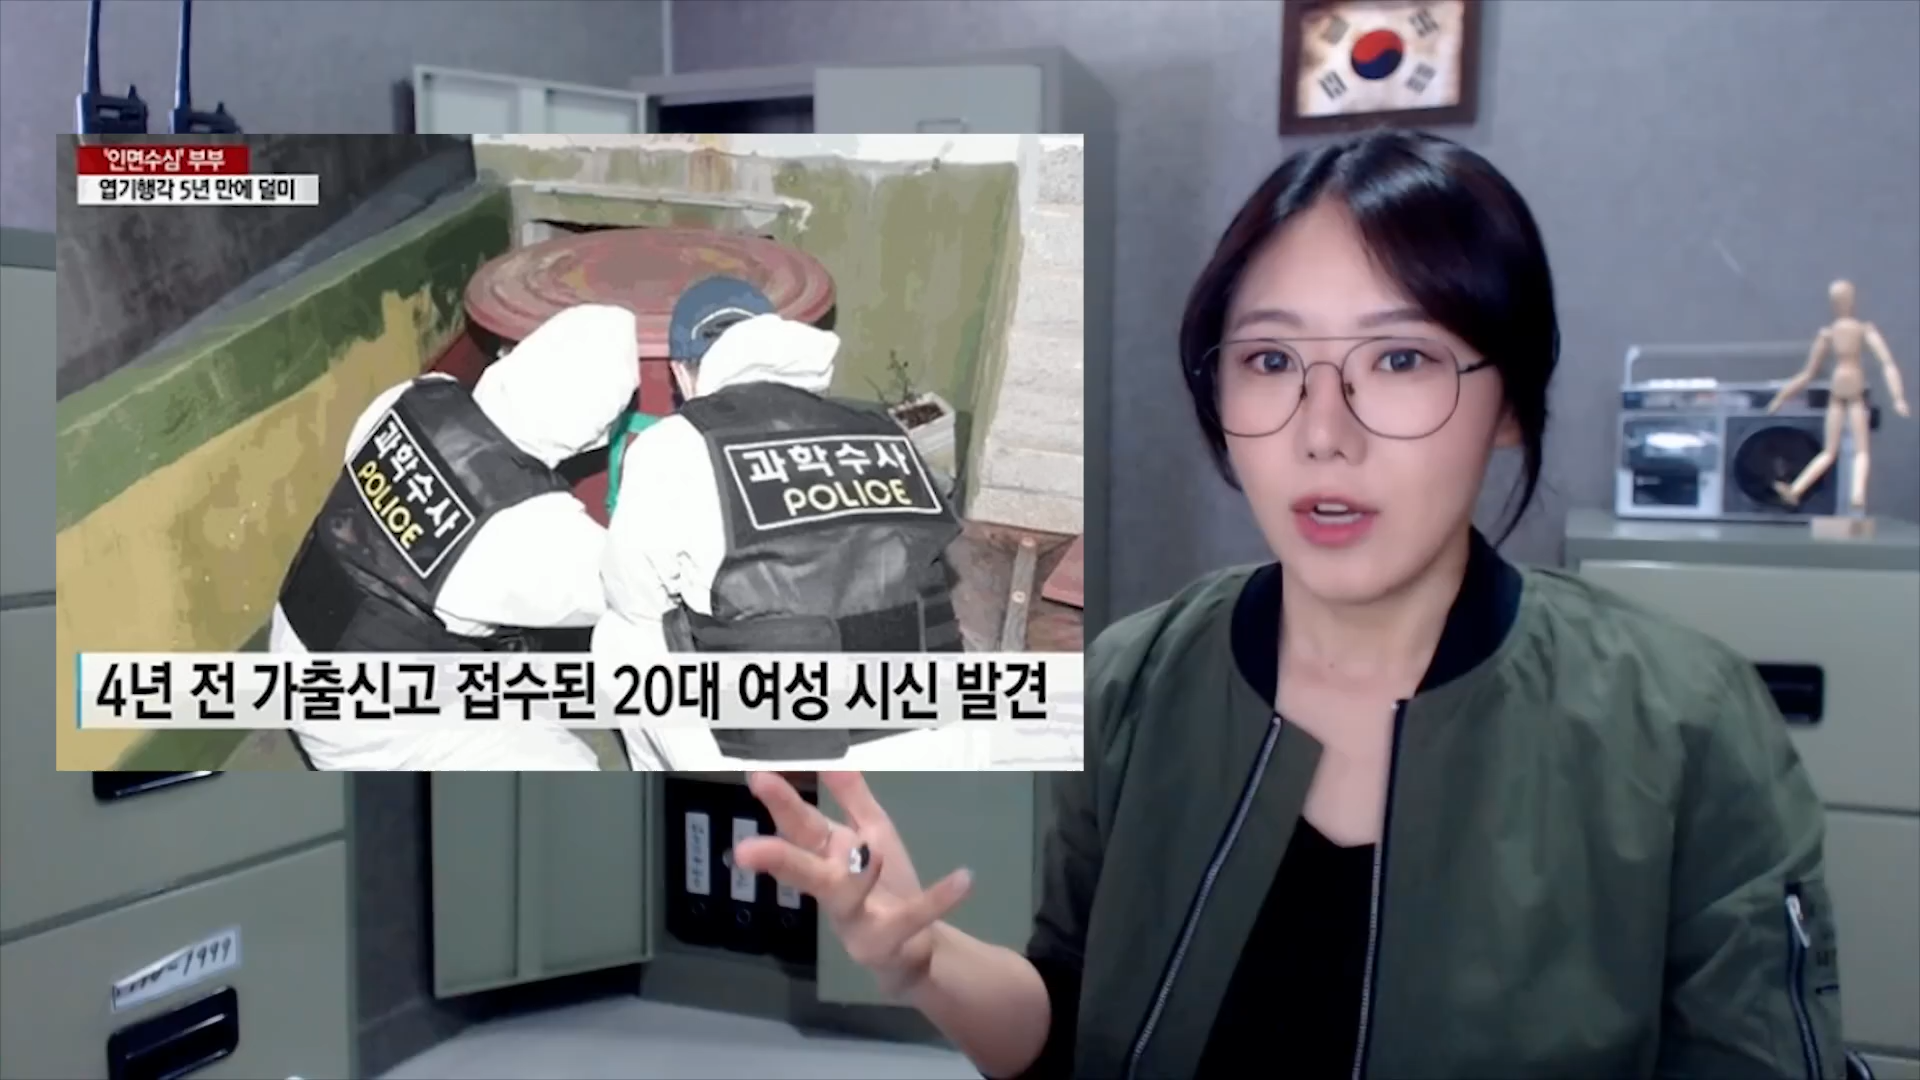 '인면수심' 부부
엽기행각 5년 만에 덜미
과학수사
POLICE
과학수사
POLICE
4년 전 가출신고 접수된 20대 여성 시신 발견
1999